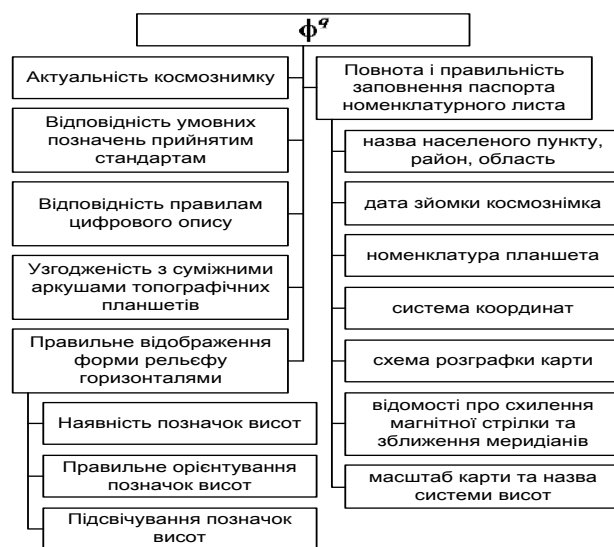 ф^q
Актуальність космознимку
Відповідність умовних
позначень прийнятим
стандартам
Відповідність правилам
цифрового опису
Узгодженість з суміжними
аркушами топографічних
планшетів
Правильне відображення
форми рельєфу
горизонталями
Наявність позначок висот
Правильне орієнтування
позначок висот
Підсвічування позначок
висот
Повнота і правильність
заповнення паспорта
номенклатурного листа
назва населеного пункту,
район, область
дата зйомки космознімка
номенклатура планшета
система координат
схема розграфки карти
відомості про схилення
магнітної стрілки та
зближення меридіанів
масштаб карти та назва
системи висот